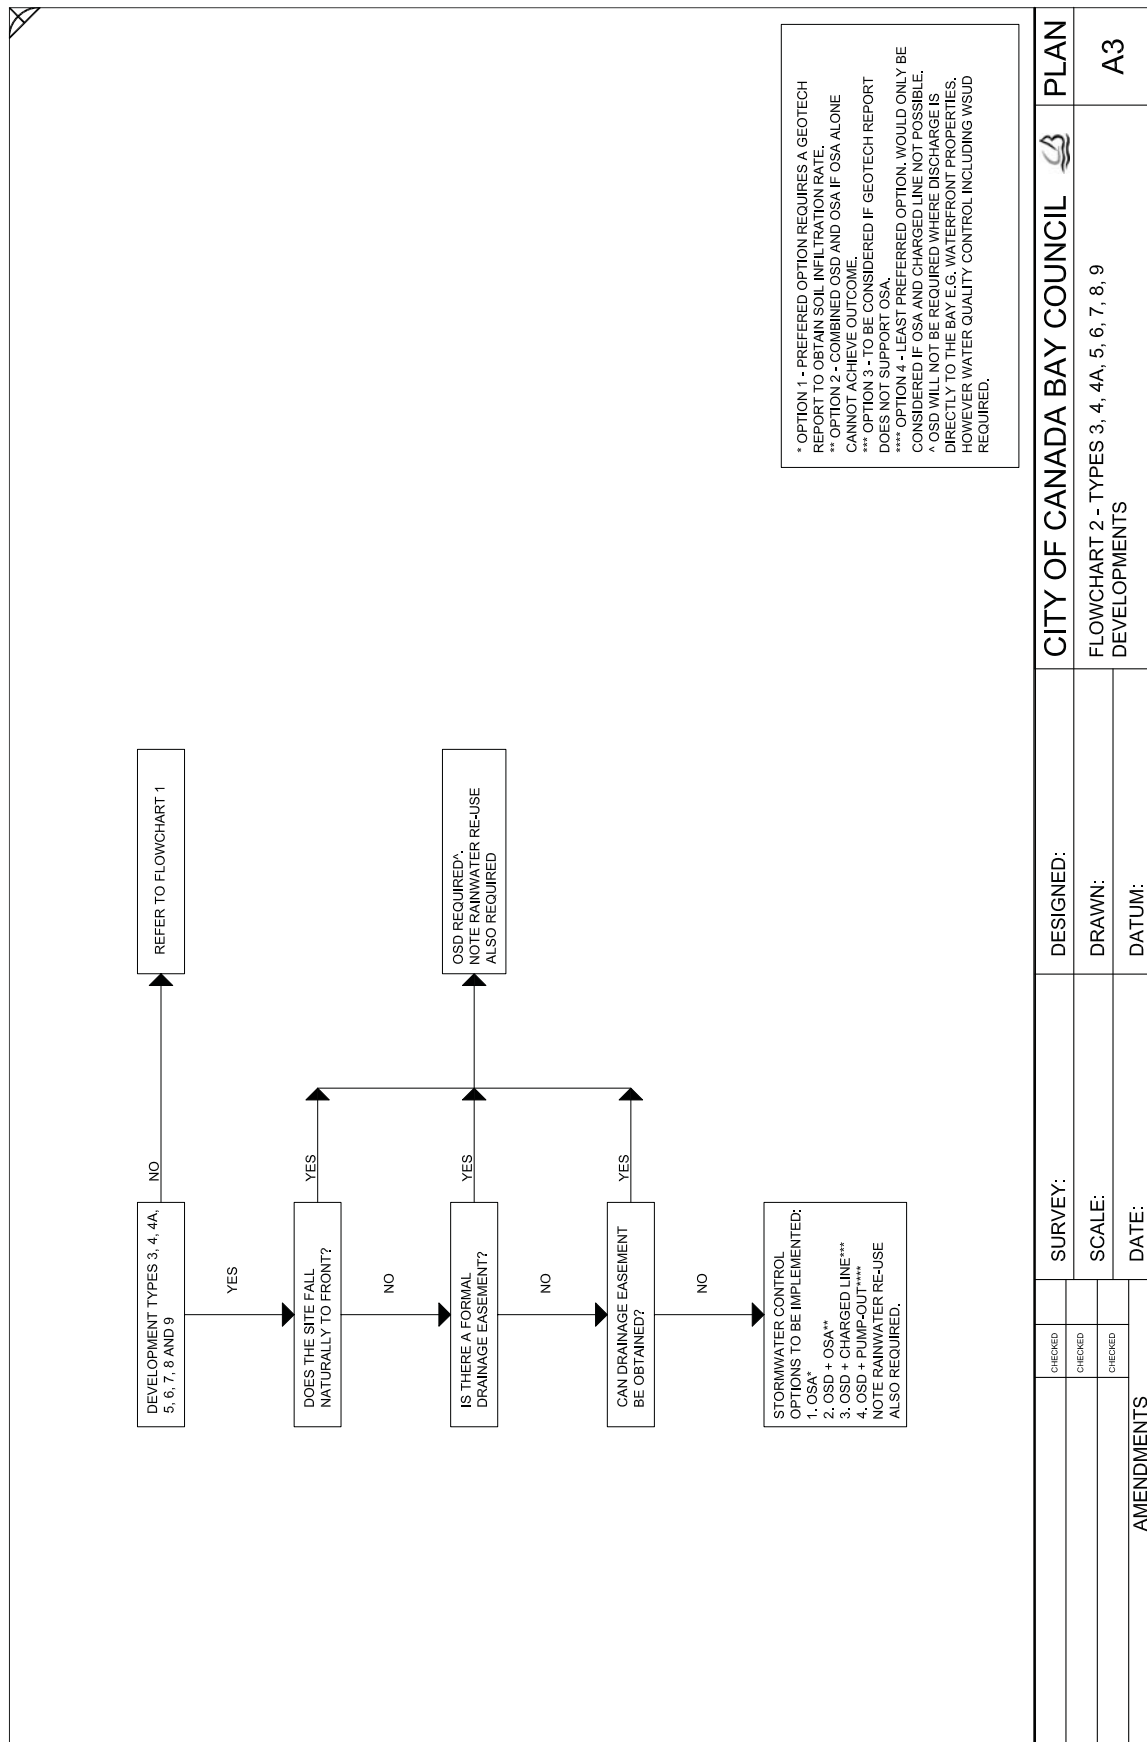 DEVELOPMENT TYPES 3, 4, 4A,
5, 6, 7, 8 AND 9
NO
REFER TO FLOWCHART 1
YES
DOES THE SITE FALL
NATURALLY TO FRONT?
YES
NO
IS THERE A FORMAL
DRAINAGE EASEMENT?
YES
OSD REQUIRED^.
NOTE RAINWATER RE-USE
ALSO REQUIRED
NO
CAN DRAINAGE EASEMENT
BE OBTAINED?
YES
NO
STORMWATER CONTROL
OPTIONS TO BE IMPLEMENTED:
1. OSA*
2. OSD + OSA**
3. OSD + CHARGED LINE***
4. OSD + PUMP-OUT****
NOTE RAINWATER RE-USE
ALSO REQUIRED.
* OPTION 1 - PREFERED OPTION REQUIRES A GEOTECH
REPORT TO OBTAIN SOIL INFILTRATION RATE.
** OPTION 2 - COMBINED OSD AND OSA IF OSA ALONE
CANNOT ACHIEVE OUTCOME.
*** OPTION 3 - TO BE CONSIDERED IF GEOTECH REPORT
DOES NOT SUPPORT OSA.
**** OPTION 4 - LEAST PREFERRED OPTION. WOULD ONLY BE
CONSIDERED IF OSA AND CHARGED LINE NOT POSSIBLE.
^ OSD WILL NOT BE REQUIRED WHERE DISCHARGE IS
DIRECTLY TO THE BAY E.G. WATERFRONT PROPERTIES.
HOWEVER WATER QUALITY CONTROL INCLUDING WSUD
REQUIRED.
CHECKED
CHECKED
CHECKED
AMENDMENTS
SURVEY:
SCALE:
DATE:
DESIGNED:
DRAWN:
DATUM:
CITY OF CANADA BAY COUNCIL
FLOWCHART 2 - TYPES 3, 4, 4A, 5, 6, 7, 8, 9
DEVELOPMENTS
PLAN
A3